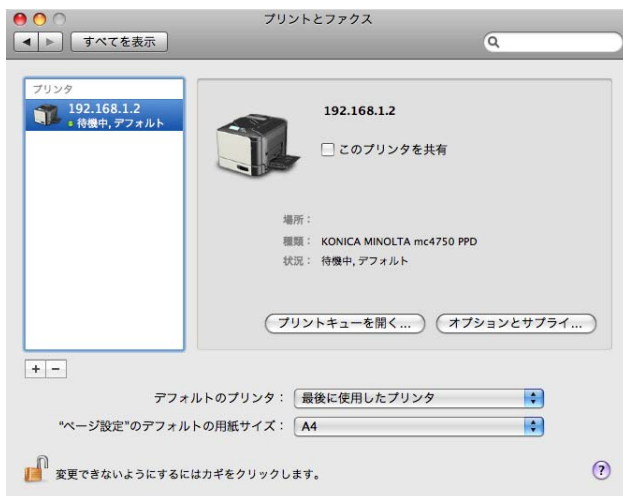 プリントとファクス
すべてを表示
プリンタ
192.168.1.2
待機中, デフォルト
192.168.1.2
このプリンタを共有
場所：
種類： KONICA MINOLTA mc4750 PPD
状況： 待機中, デフォルト
プリントキューを開く... オプションとサプライ...
+ −
デフォルトのプリンタ： 最後に使用したプリンタ
“ページ設定”のデフォルトの用紙サイズ： A4
変更できないようにするにはカギをクリックします。 ?